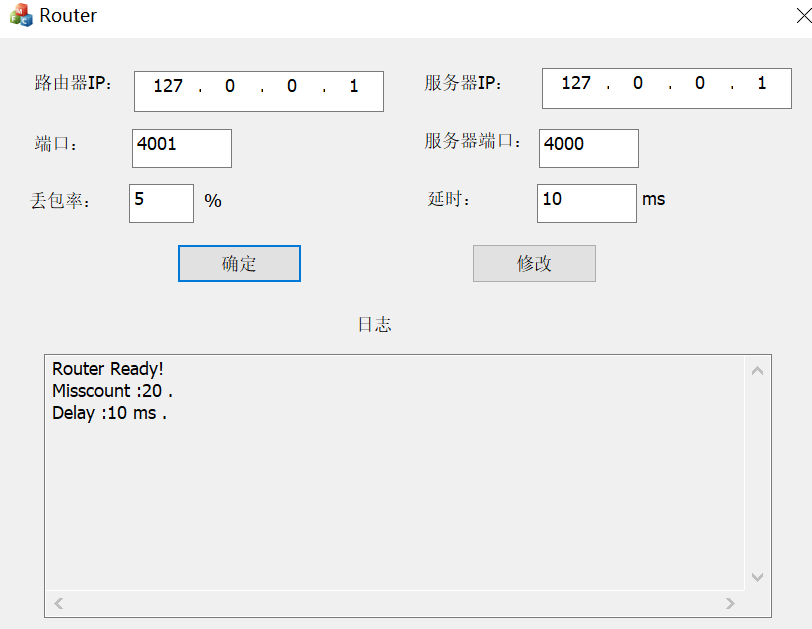 Router
路由器IP: 127 . 0 . 0 . 1 服务器IP: 127 . 0 . 0 . 1
端口: 4001 服务器端口: 4000
丢包率: 5 % 延时: 10 ms
确定 修改
日志
Router Ready!
Misscount :20 .
Delay :10 ms .